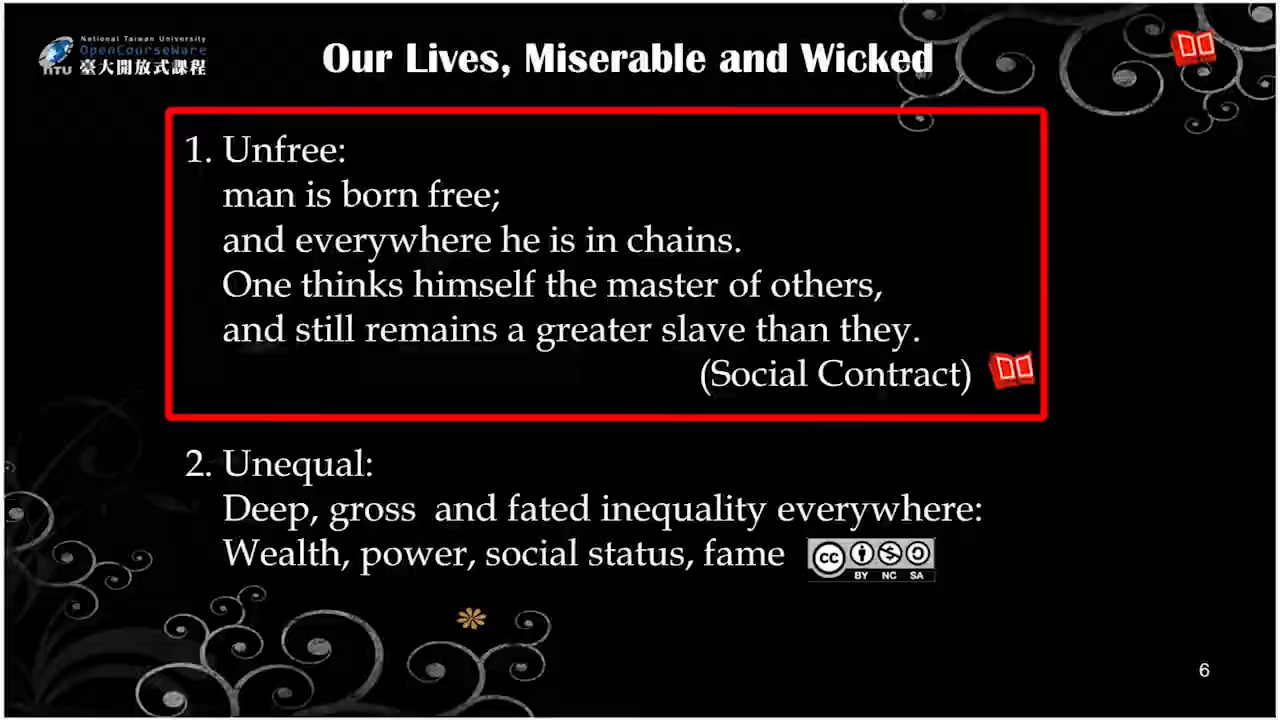 National Taiwan University
OpenCourseWare
NTU 臺大開放式課程
Our Lives, Miserable and Wicked
1. Unfree:
man is born free;
and everywhere he is in chains.
One thinks himself the master of others,
and still remains a greater slave than they.
(Social Contract)
2. Unequal:
Deep, gross and fated inequality everywhere:
Wealth, power, social status, fame
cc
BY NC SA
6